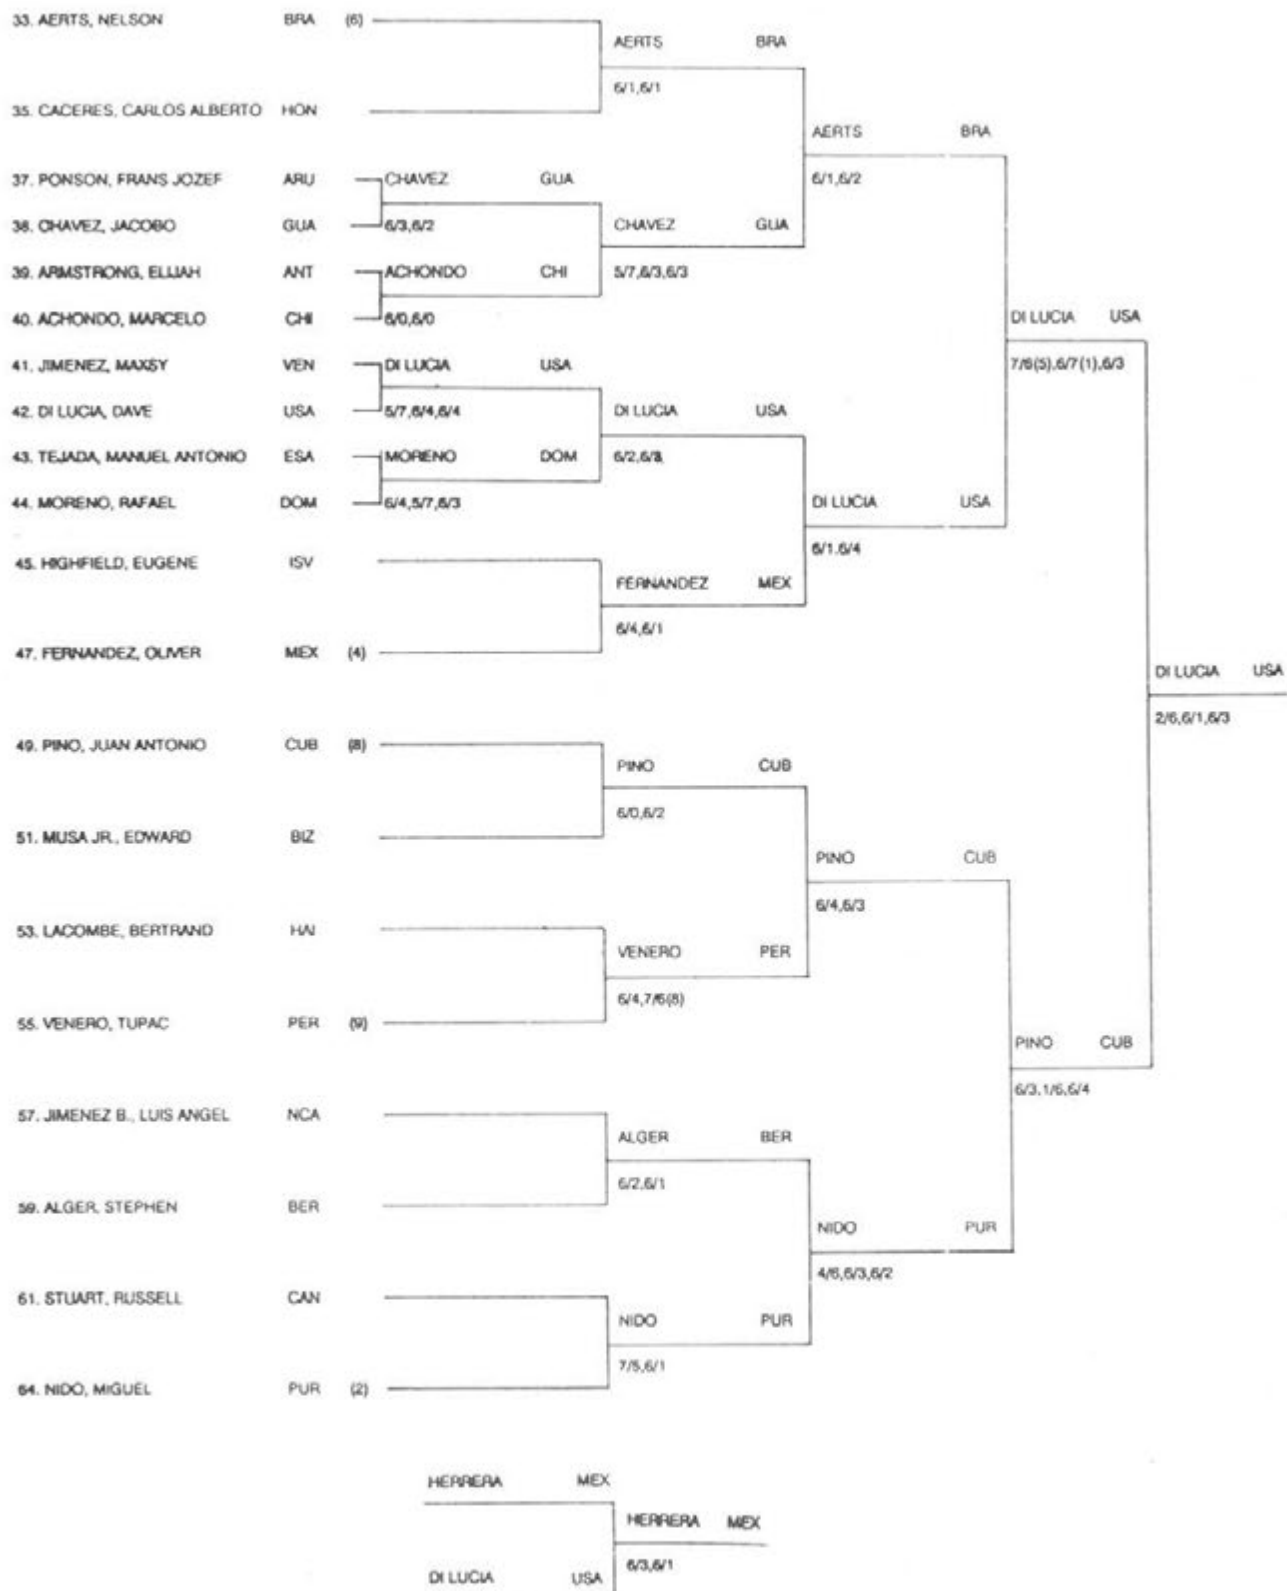 33. AERTS, NELSON BRA (6)
AERTS BRA
6/1,6/1
35. CACERES, CARLOS ALBERTO HON
AERTS BRA
6/1,6/2
37. PONSON, FRANS JOZEF ARU
CHAVEZ GUA
38. CHAVEZ, JACOBO GUA
6/3,6/2
CHAVEZ GUA
5/7,6/3,6/3
39. ARMSTRONG, ELIJAH ANT
ACHONDO CHI
40. ACHONDO, MARCELO CHI
6/0,6/0
DI LUCIA USA
7/6(5),6/7(1),6/3
41. JIMENEZ, MAXSY VEN
DI LUCIA USA
42. DI LUCIA, DAVE USA
5/7,6/4,6/4
DI LUCIA USA
43. TEJADA, MANUEL ANTONIO ESA
MORENO DOM
44. MORENO, RAFAEL DOM
6/4,5/7,6/3
DI LUCIA USA
6/1,6/4
45. HIGHFIELD, EUGENE ISV
FERNANDEZ MEX
6/4,6/1
47. FERNANDEZ, OLIVER MEX (4)
DI LUCIA USA
2/6,6/1,6/3
49. PINO, JUAN ANTONIO CUB (8)
PINO CUB
6/0,6/2
51. MUSA JR., EDWARD BIZ
PINO CUB
6/4,6/3
53. LACOMBE, BERTRAND HAI
VENERO PER
6/4,7/6(8)
55. VENERO, TUPAC PER (9)
PINO CUB
6/3,1/6,6/4
57. JIMENEZ B., LUIS ANGEL NCA
ALGER BER
6/2,6/1
59. ALGER, STEPHEN BER
NIDO PUR
4/6,6/3,6/2
61. STUART, RUSSELL CAN
NIDO PUR
7/5,6/1
64. NIDO, MIGUEL PUR (2)
HERRERA MEX
HERRERA MEX
6/3,6/1
DI LUCIA USA